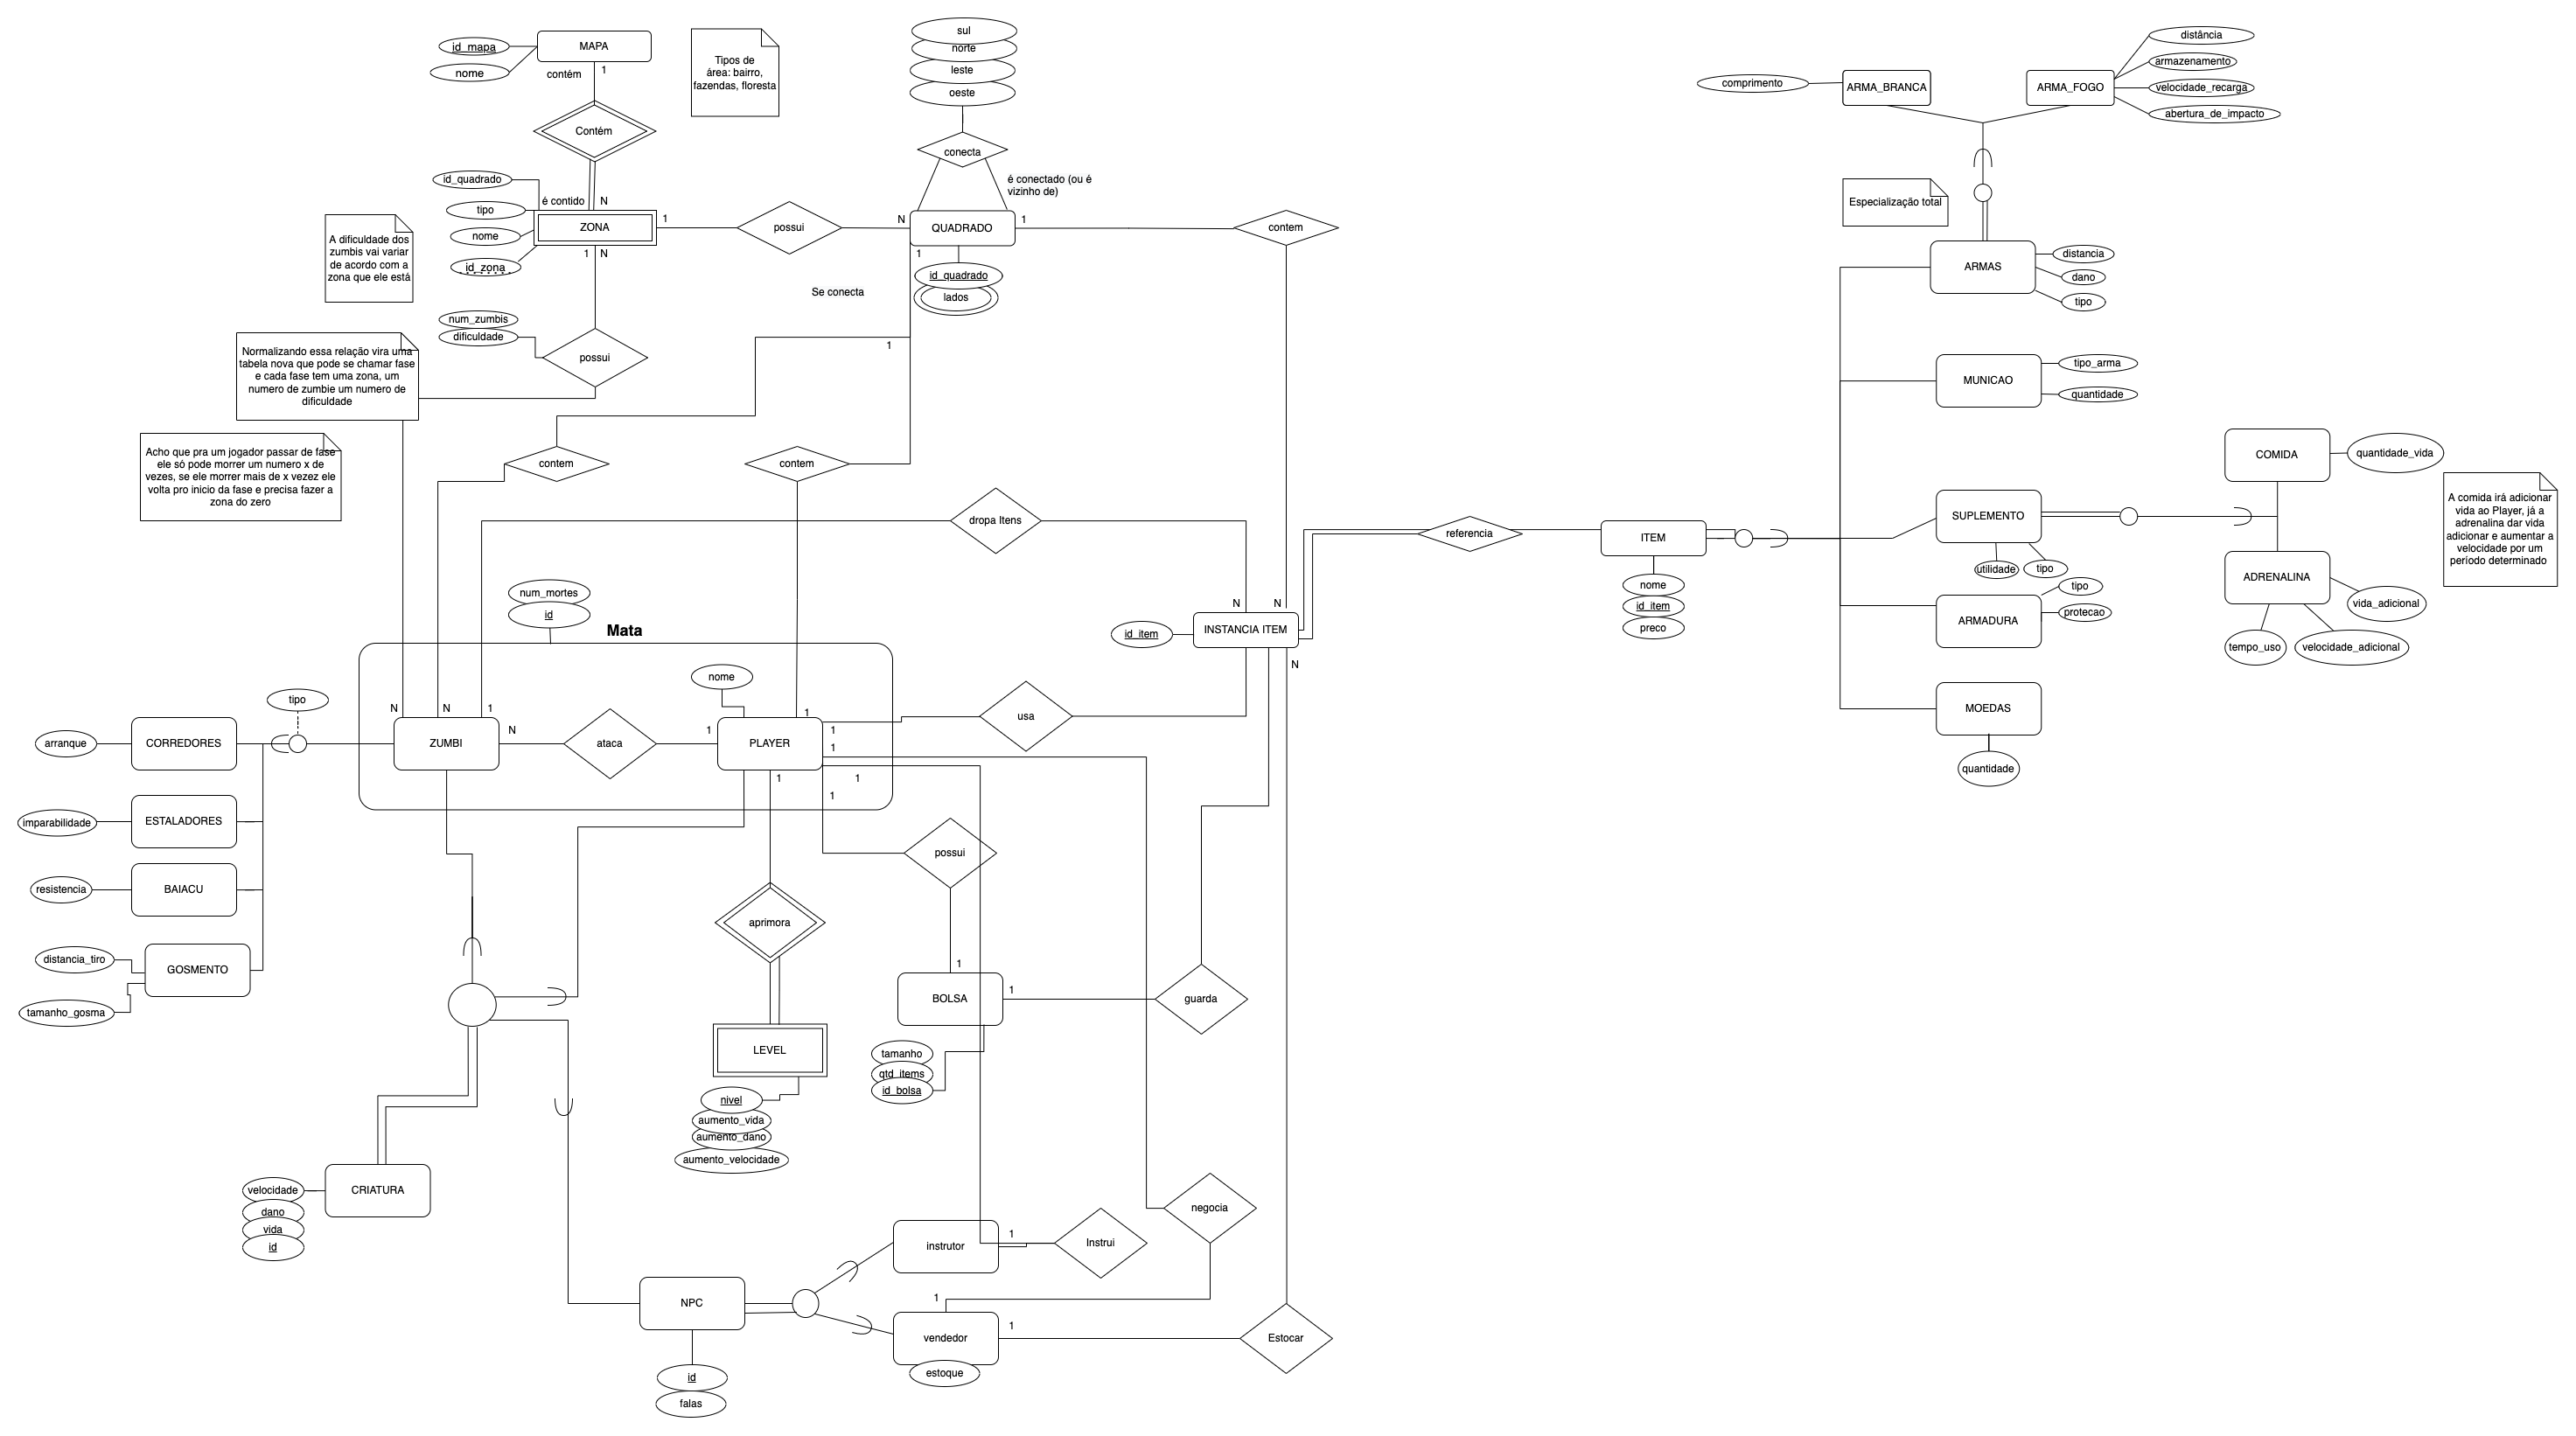 id_mapa
nome
MAPA
contém
1
Contém
Tipos de
área: bairro,
fazendas, floresta
sul
norte
leste
oeste
conecta
é conectado (ou é
vizinho de)
comprimento
ARMA_BRANCA
ARMA_FOGO
distância
armazenamento
velocidade_recarga
abertura_de_impacto
Especialização total
id_quadrado
tipo
nome
id_zona
é contido
N
ZONA
1
possui
N
QUADRADO
1
contem
1
id_quadrado
lados
A dificuldade dos
zumbis vai variar
de acordo com a
zona que ele está
1
N
Se conecta
num_zumbis
dificuldade
possui
1
Normalizando essa relação vira uma
tabela nova que pode se chamar fase
e cada fase tem uma zona, um
numero de zumbie um numero de
dificuldade
Acho que pra um jogador passar de fase
ele só pode morrer um numero x de
vezes, se ele morrer mais de x vezez ele
volta pro inicio da fase e precisa fazer a
zona do zero
contem
contem
dropa Itens
referencia
ITEM
nome
id_item
preco
ARMAS
distancia
dano
tipo
MUNICAO
tipo_arma
quantidade
SUPLEMENTO
utilidade
tipo
COMIDA
quantidade_vida
ADRENALINA
vida_adicional
tempo_uso
velocidade_adicional
A comida irá adicionar
vida ao Player, já a
adrenalina dar vida
adicionar e aumentar a
velocidade por um
período determinado
ARMADURA
tipo
protecao
MOEDAS
quantidade
num_mortes
id
Mata
N
N
id_item
INSTANCIA ITEM
N
nome
tipo
N
N
1
CORREDORES
arranque
ZUMBI
N
ataca
1
PLAYER
1
1
1
1
1
1
usa
ESTALADORES
imparabilidade
BAIACU
resistencia
GOSMENTO
distancia_tiro
tamanho_gosma
possui
aprimora
1
BOLSA
1
guarda
tamanho
qtd_items
id_bolsa
LEVEL
nivel
aumento_vida
aumento_dano
aumento_velocidade
CRIATURA
velocidade
dano
vida
id
negocia
instrutor
1
Instrui
NPC
id
falas
1
vendedor
1
estoque
Estocar